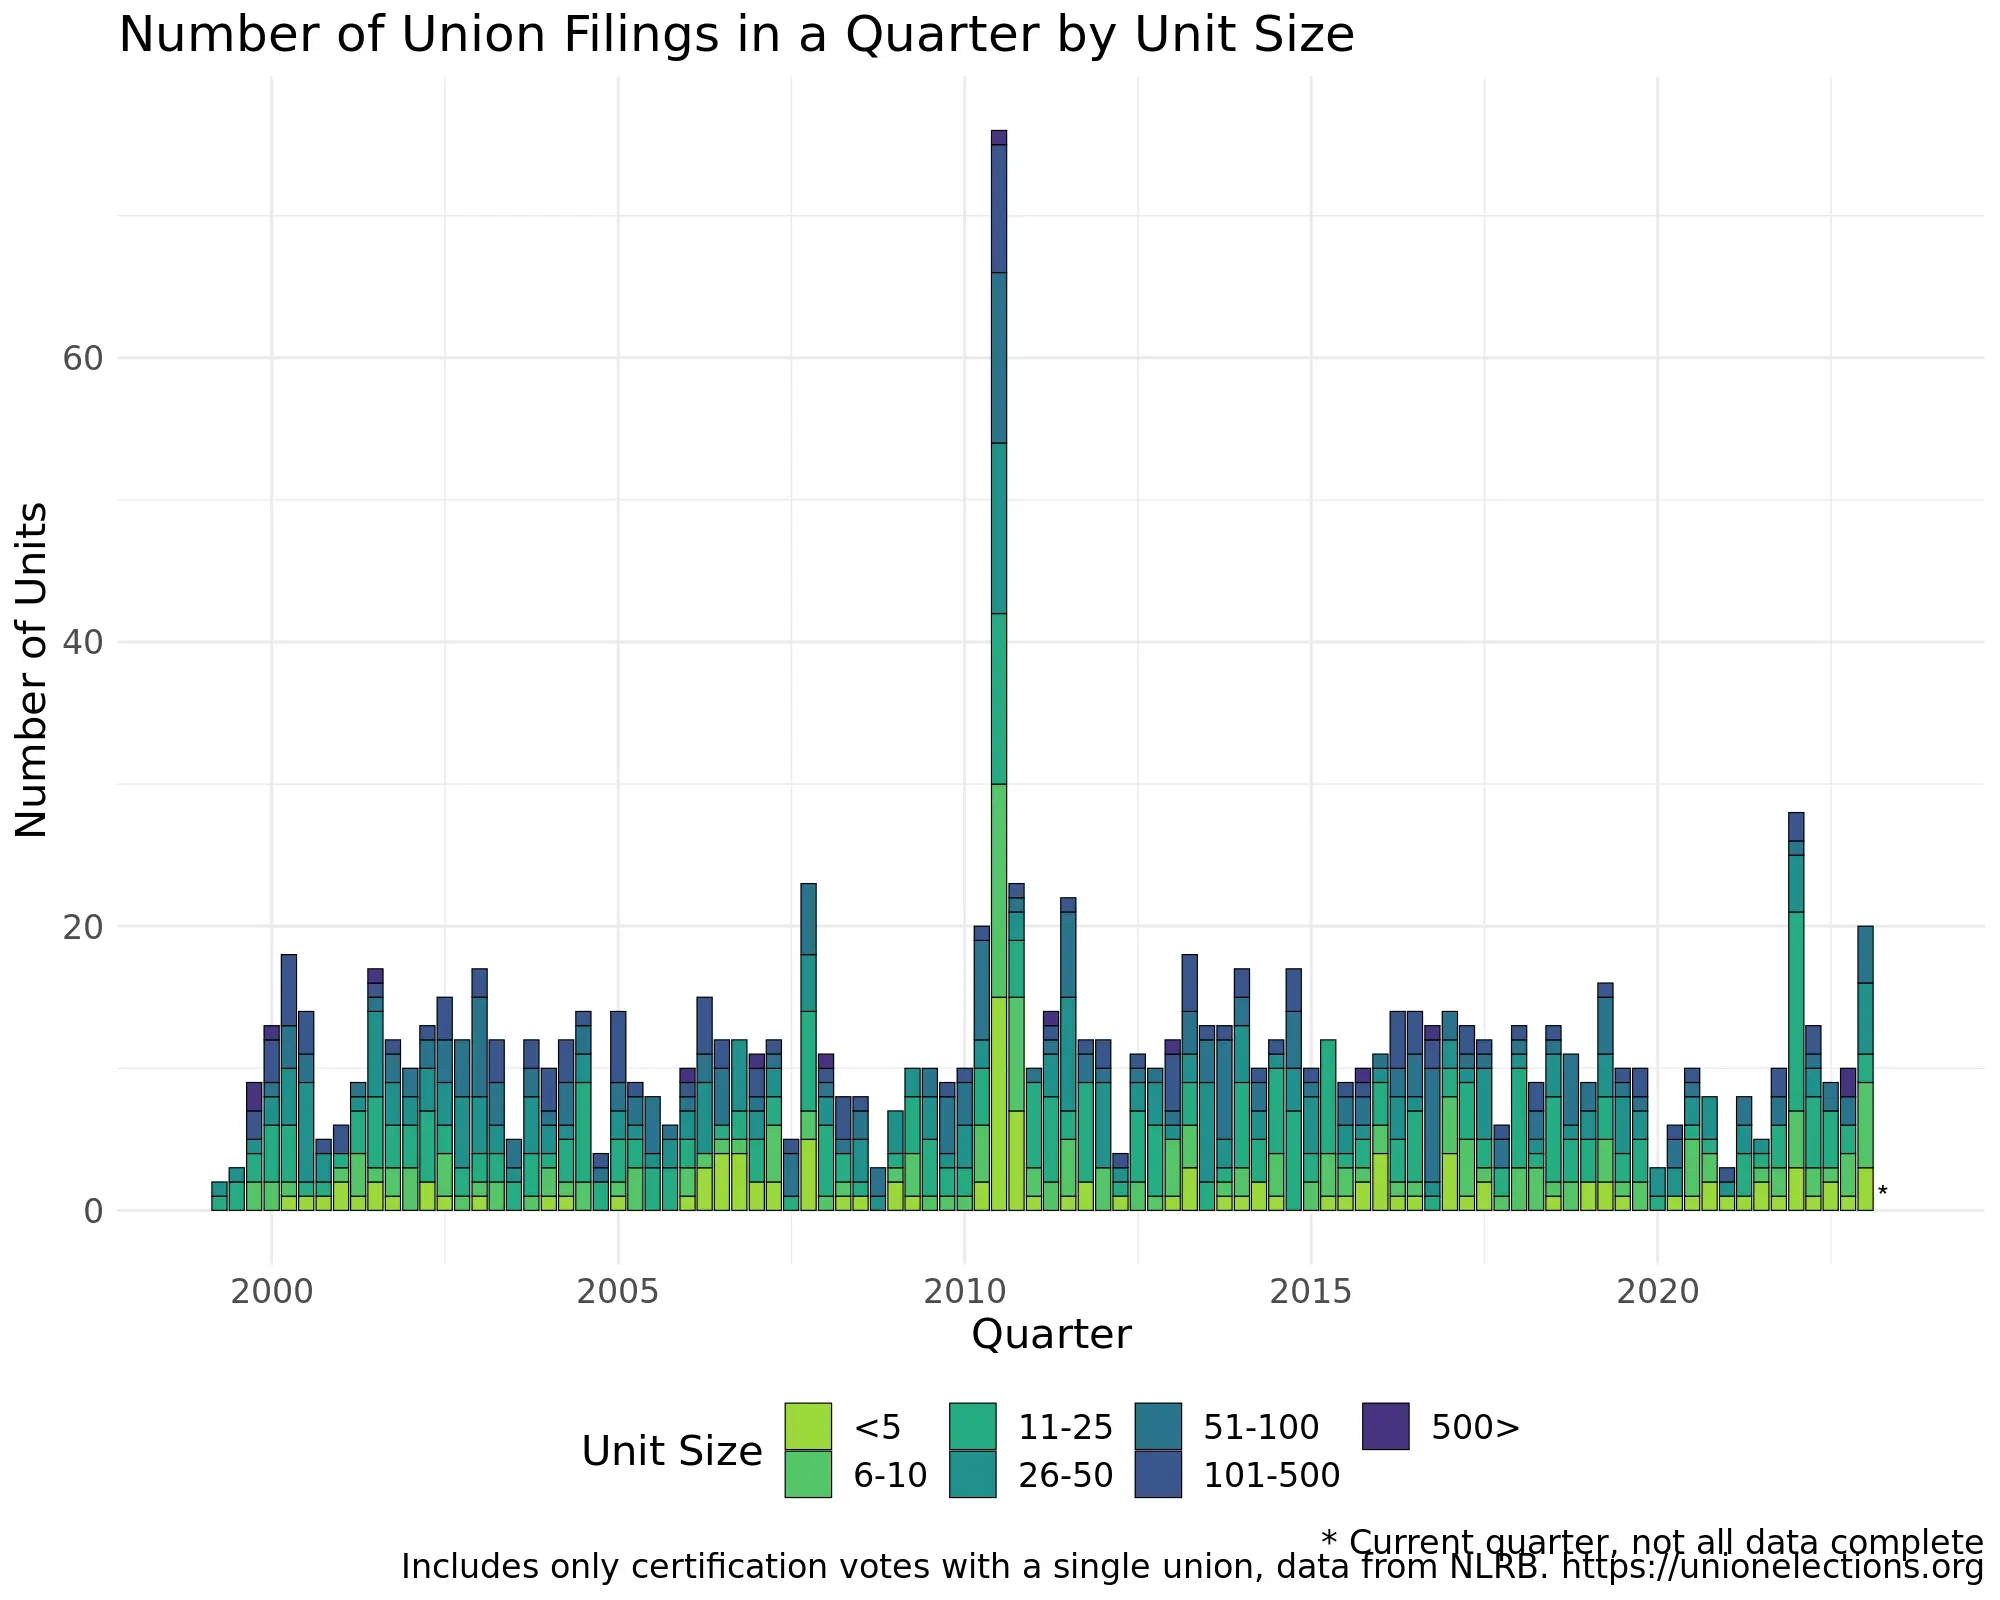 Number of Union Filings in a Quarter by Unit Size
Number of Units
60
40
20
0
*
2000 2005 2010 2015 2020
Quarter
Unit Size
<5 11-25 51-100 500>
6-10 26-50 101-500
* Current quarter, not all data complete
Includes only certification votes with a single union, data from NLRB. https://unionelections.org